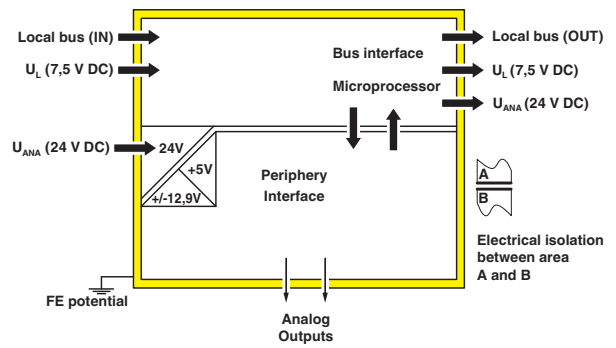 Local bus (IN)
U_L (7,5 V DC)
U_ANA (24 V DC)
24V
+5V
+/-12,9V
FE potential
Bus interface
Microprocessor
Periphery
Interface
Analog
Outputs
Local bus (OUT)
U_L (7,5 V DC)
U_ANA (24 V DC)
A
B
Electrical isolation
between area
A and B